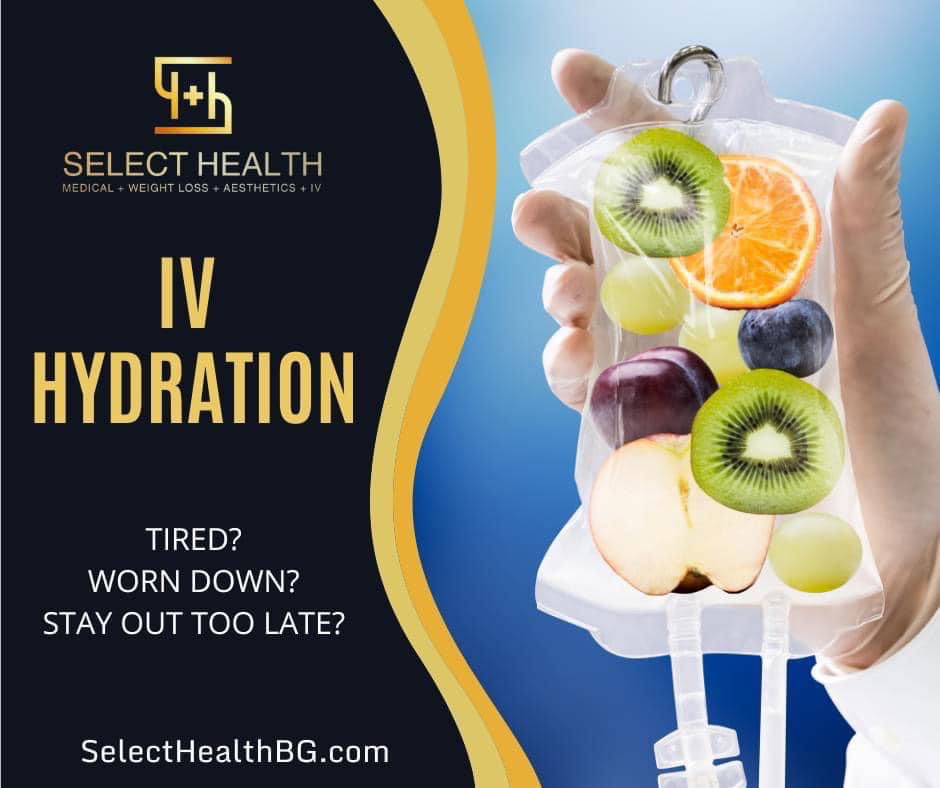 SELECT HEALTH
MEDICAL + WEIGHT LOSS + AESTHETICS + IV
IV
HYDRATION
TIRED?
WORN DOWN?
STAY OUT TOO LATE?
SelectHealthBG.com